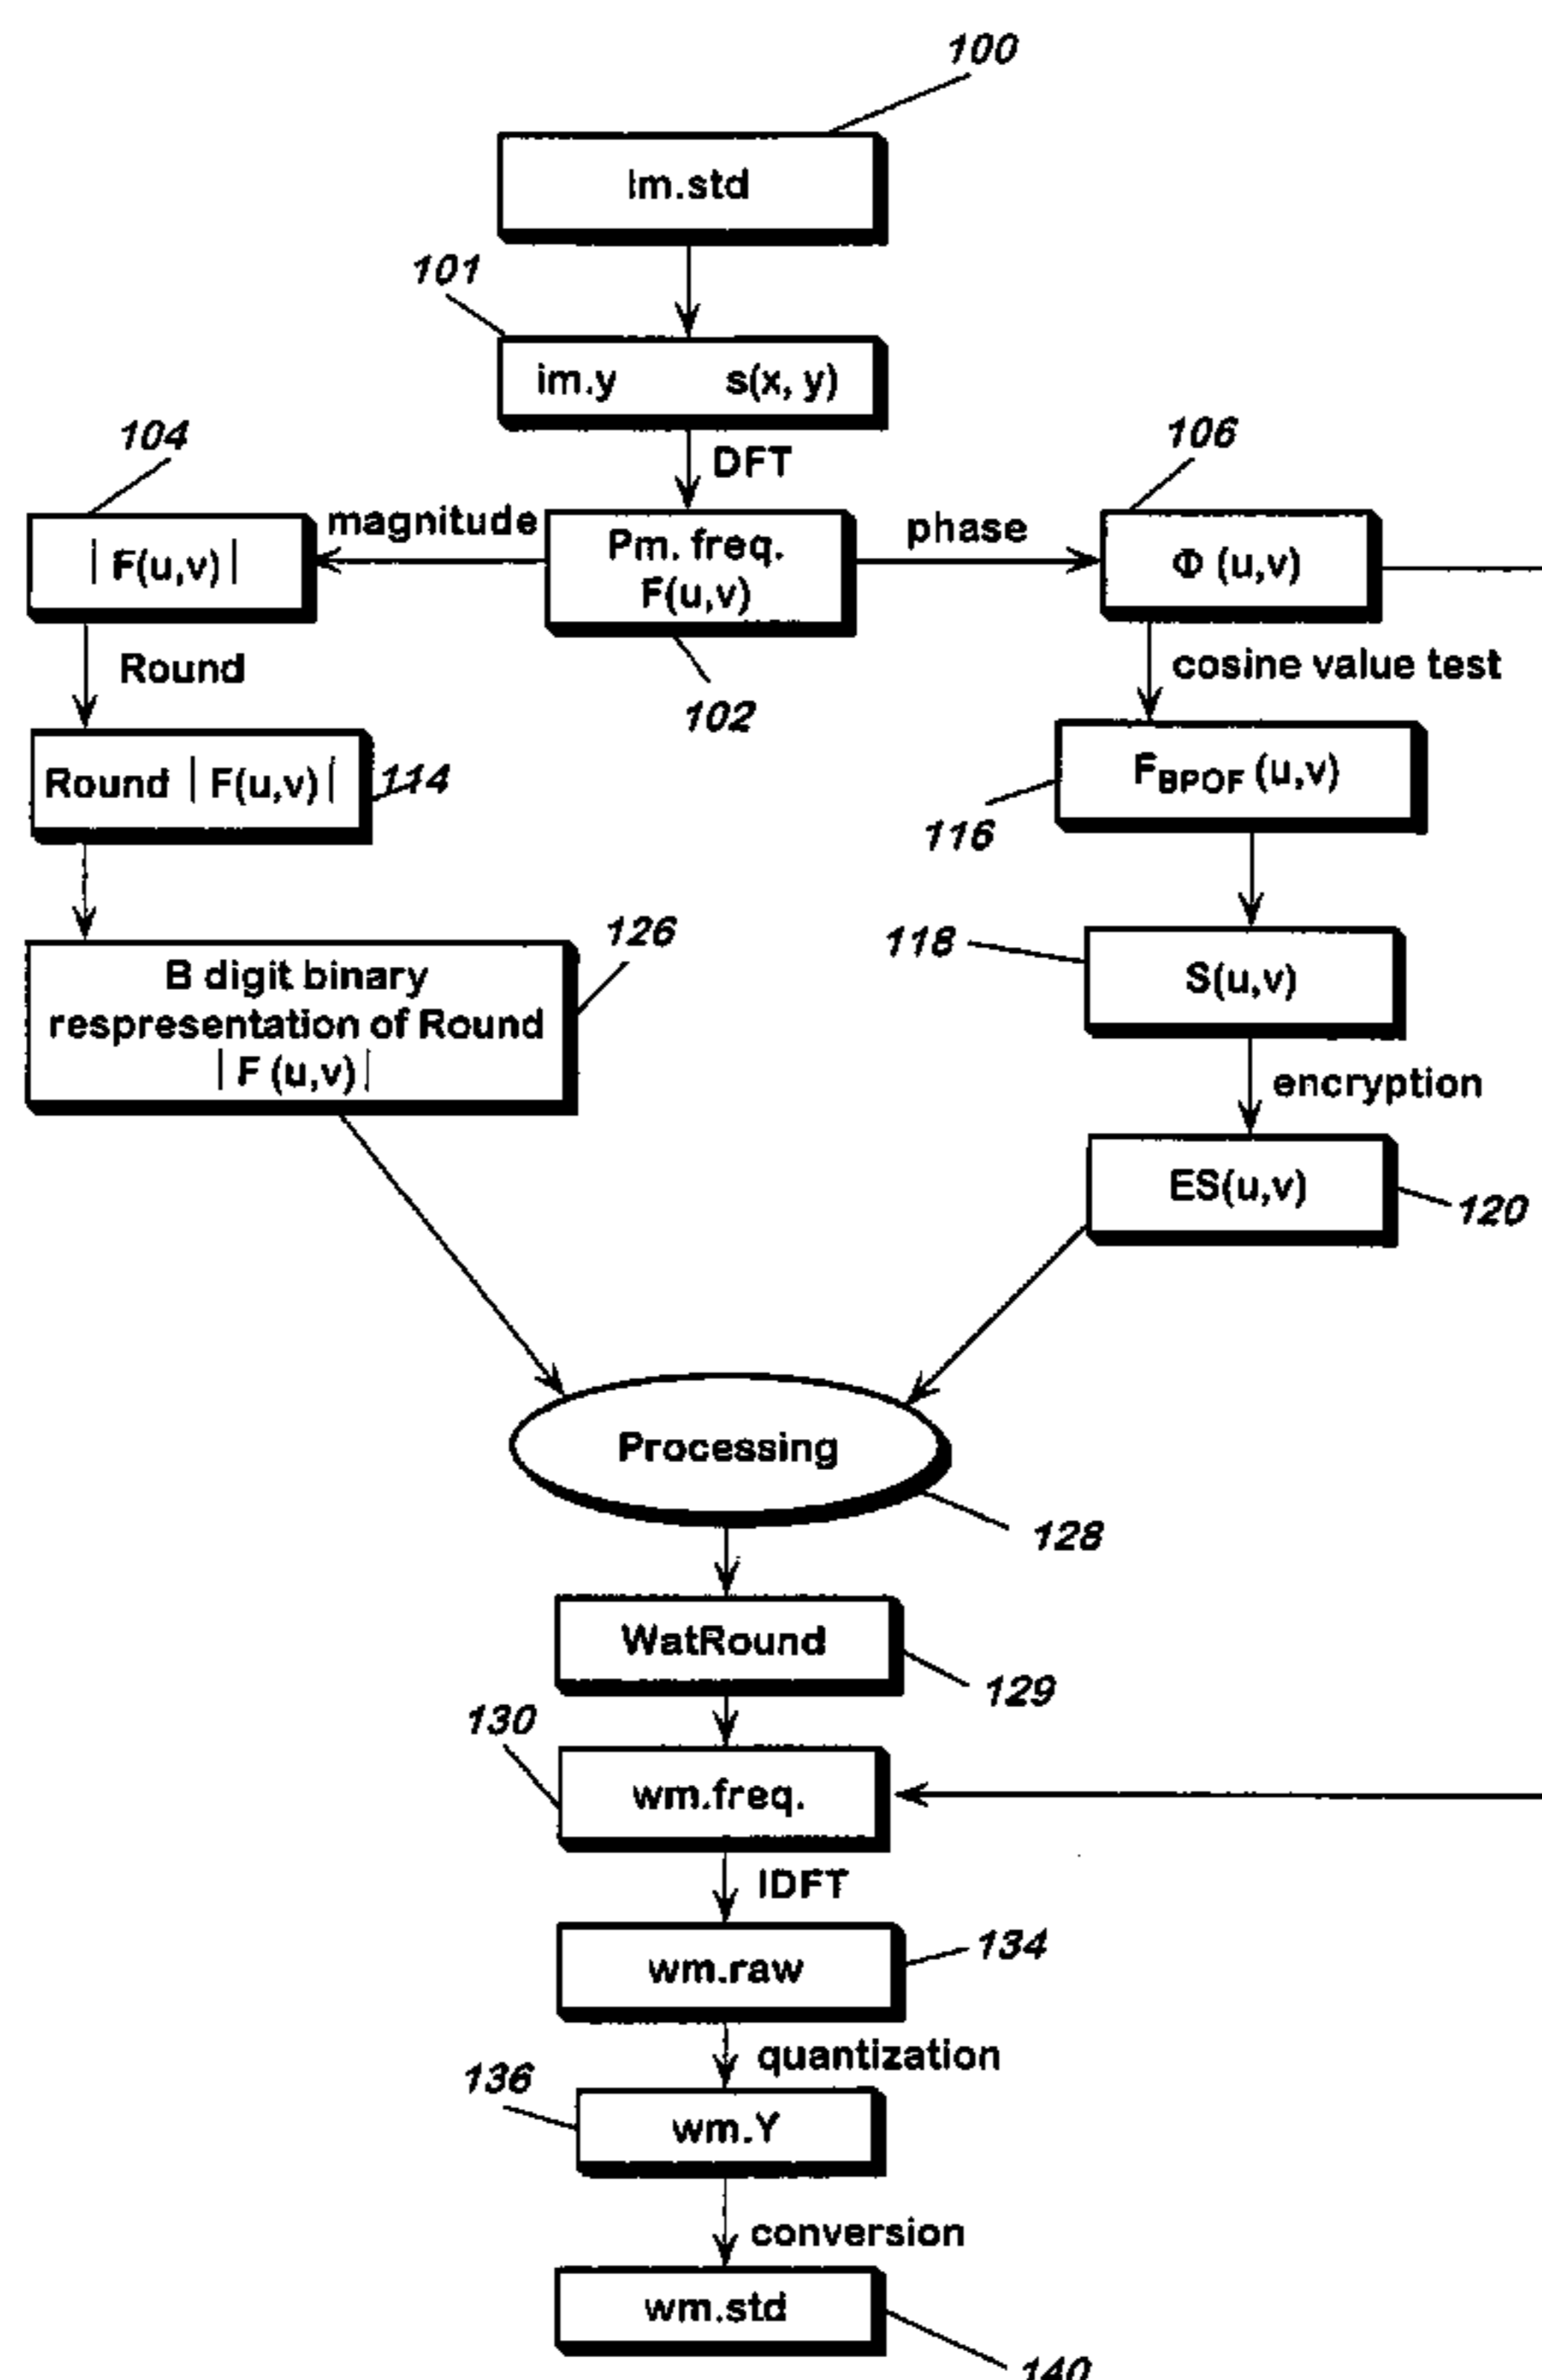 100
Im.std
101
im.y s(x, y)
104
DFT
106
| F(u,v) |
magnitude
Pm. freq.
F(u,v)
phase
Φ (u,v)
Round
102
cosine value test
Round | F(u,v) |
114
F_BPOF (u,v)
116
126
118
B digit binary
respresentation of Round
| F (u,v) |
S(u,v)
encryption
ES(u,v)
120
Processing
128
WatRound
129
130
wm.freq.
IDFT
wm.raw
134
quantization
136
wm.Y
conversion
wm.std
140